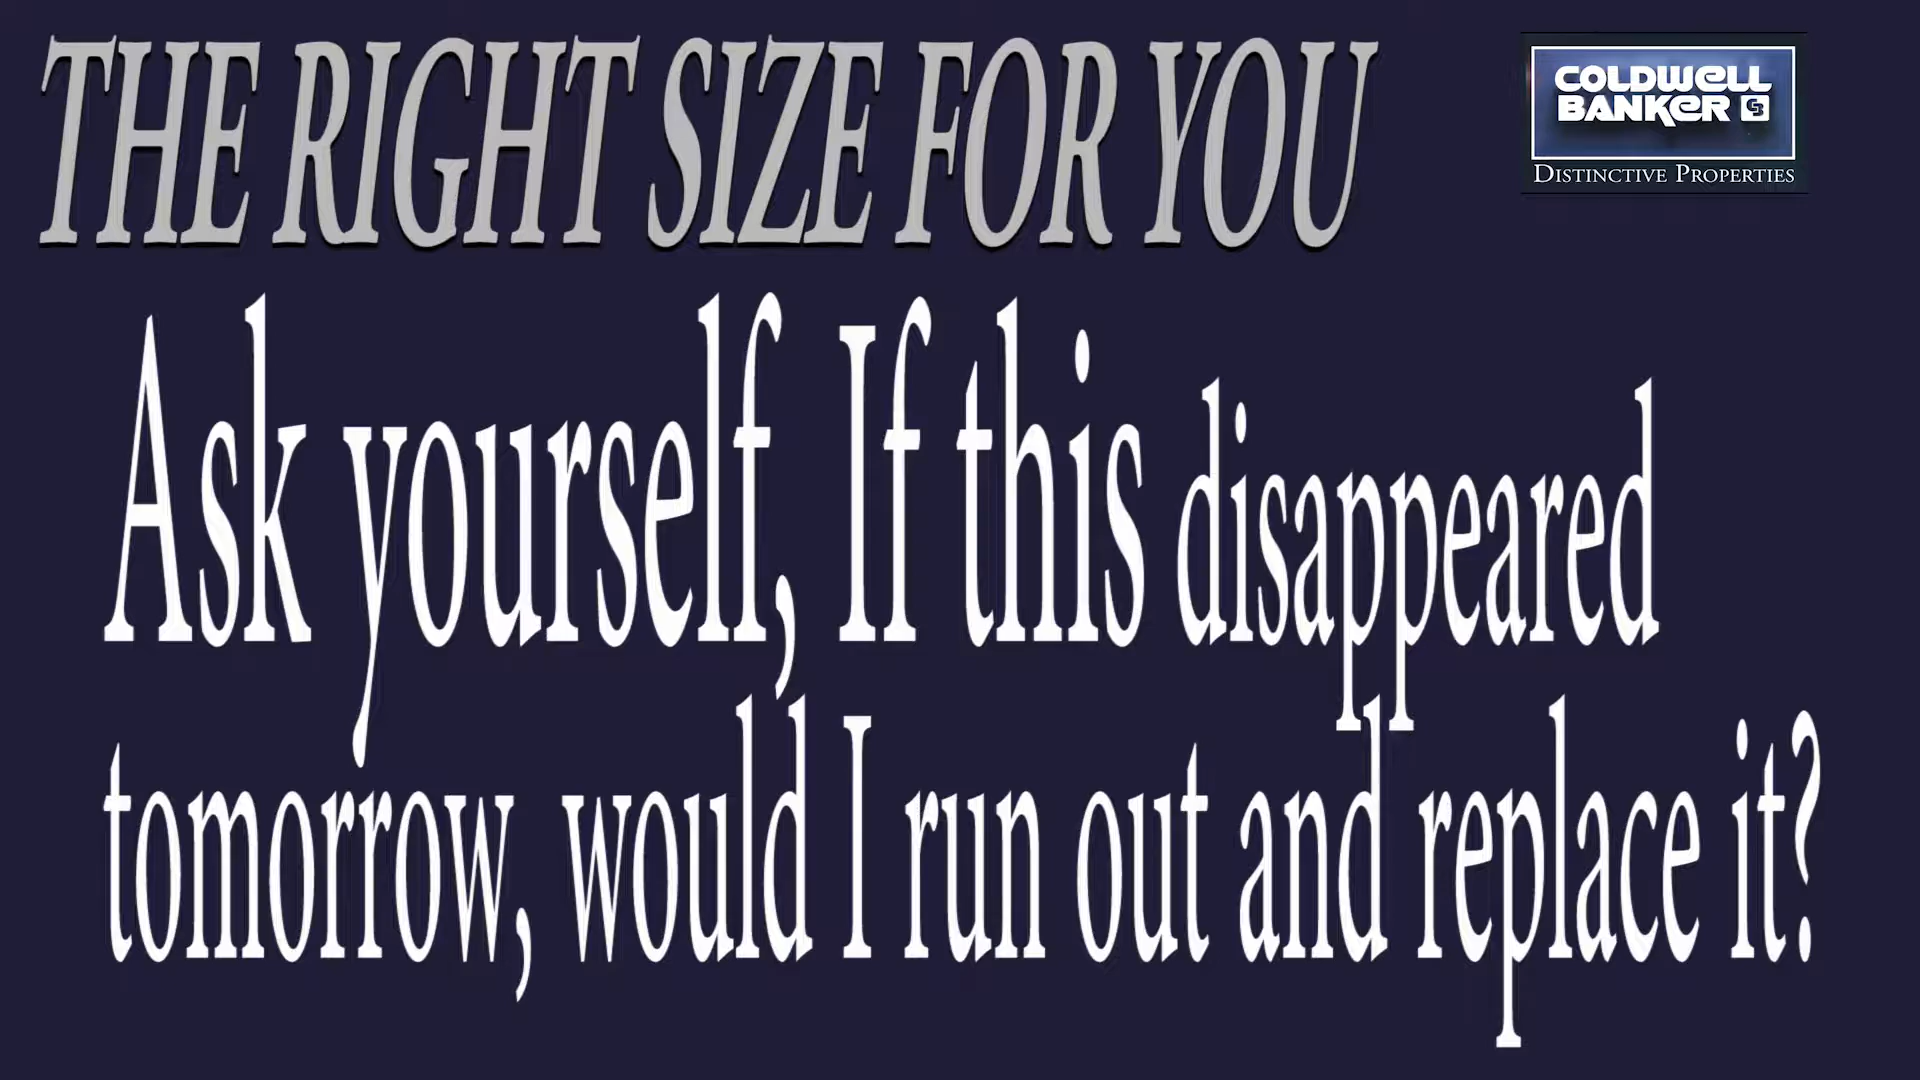 THE RIGHT SIZE FOR YOU
COLDWELL
BANKER CB
DISTINCTIVE PROPERTIES
Ask yourself, If this disappeared
tomorrow, would I run out and replace it?